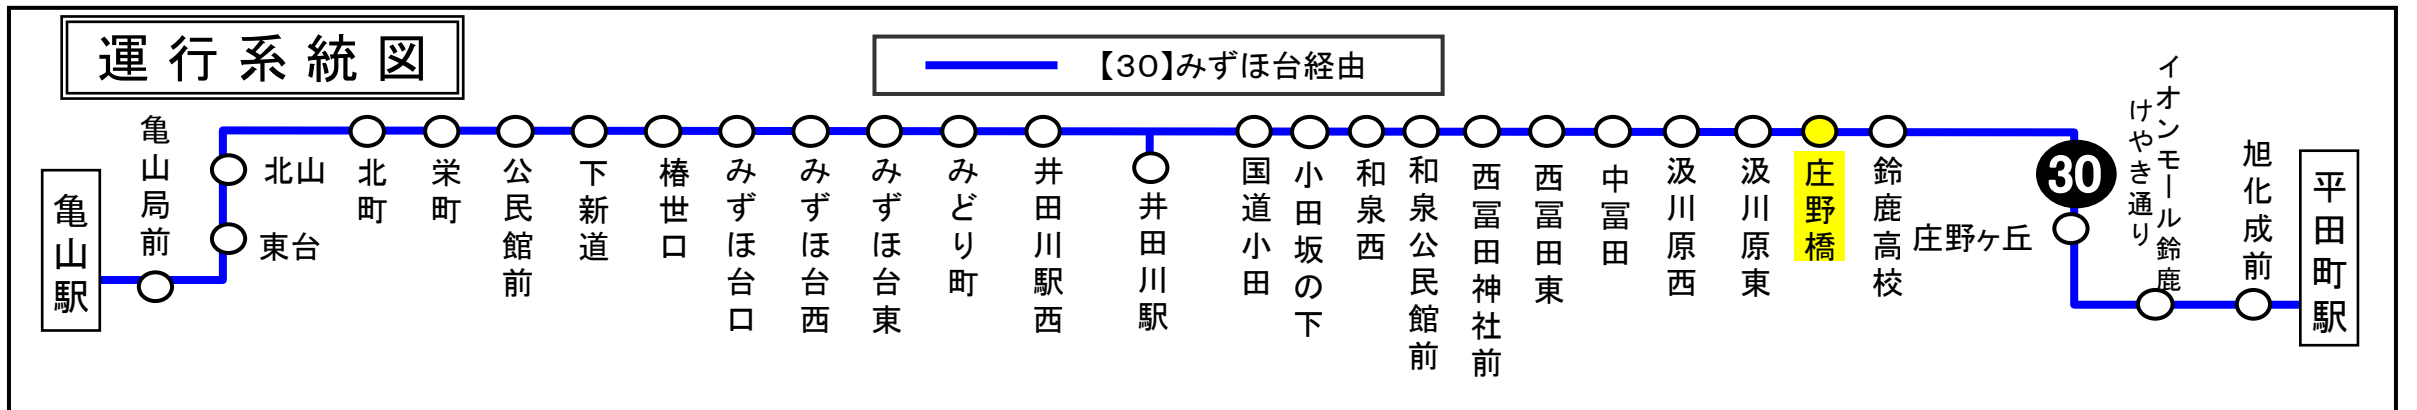 運行系統図
【30】みずほ台経由
亀山駅
亀山局前
東台
北山
北町
栄町
公民館前
下新道
椿世口
みずほ台口
みずほ台西
みずほ台東
みどり町
井田川駅西
井田川駅
国道小田
小田坂の下
和泉西
和泉公民館前
西冨田神社前
西冨田東
中冨田
汲川原西
汲川原東
庄野橋
鈴鹿高校
30
庄野ヶ丘
イオンモール鈴鹿
けやき通り
旭化成前
平田町駅